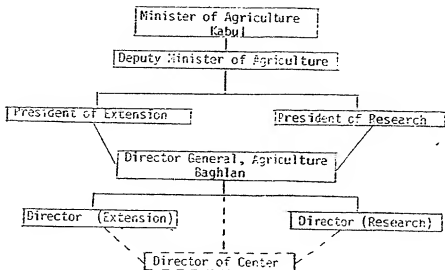 Minister of Agriculture
Kabul
Deputy Minister of Agriculture
President of Extension
President of Research
Director General, Agriculture
Baghlan
Director (Extension)
Director (Research)
Director of Center